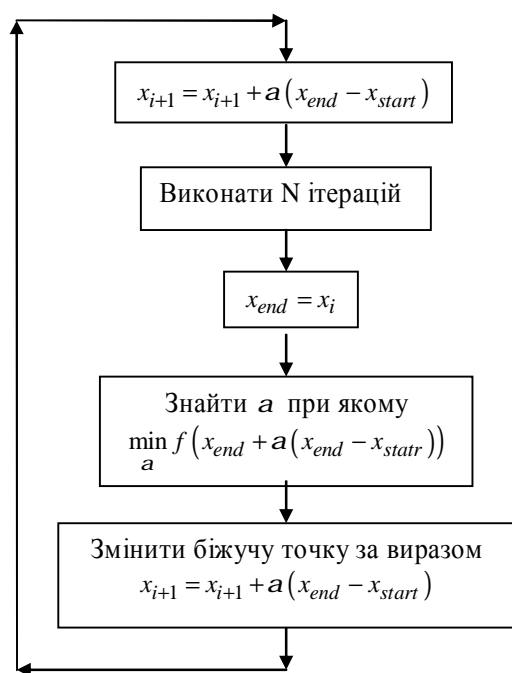 x_{i+1} = x_{i+1} + a(x_{end} − x_{start})
Виконати N ітерацій
x_{end} = x_i
Знайти a при якому
min_a f(x_{end} + a(x_{end} − x_{statr}))
Змінити біжучу точку за виразом
x_{i+1} = x_{i+1} + a(x_{end} − x_{start})